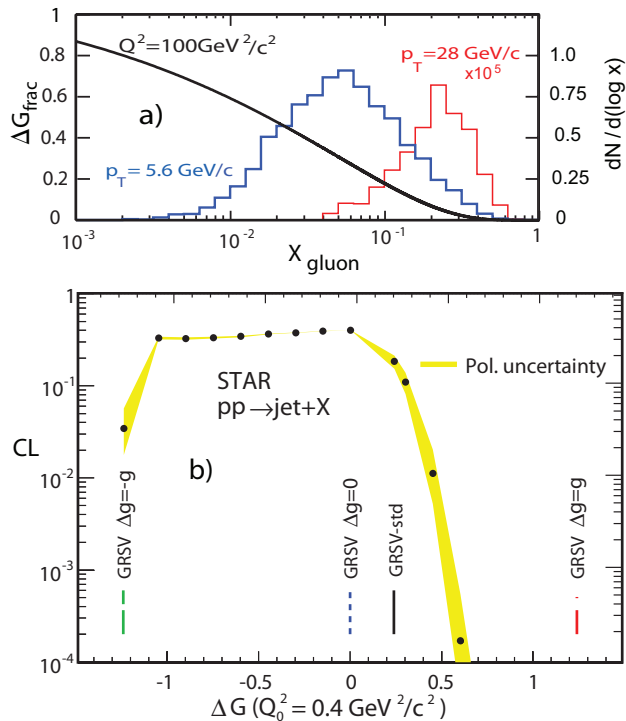 a)
Q²=100GeV²/c²
p_T=28 GeV/c
x10⁵
p_T=5.6 GeV/c
ΔG_frac
1
0.8
0.6
0.4
0.2
0
dN / d(log x)
1.0
0.75
0.5
0.25
0
10⁻³
10⁻²
10⁻¹
1
X_gluon
b)
STAR
pp→jet+X
Pol. uncertainty
CL
1
10⁻¹
10⁻²
10⁻³
10⁻⁴
GRSV Δg=-g
GRSV Δg=0
GRSV-std
GRSV Δg=g
-1
-0.5
0
0.5
1
ΔG (Q₀²=0.4 GeV²/c²)